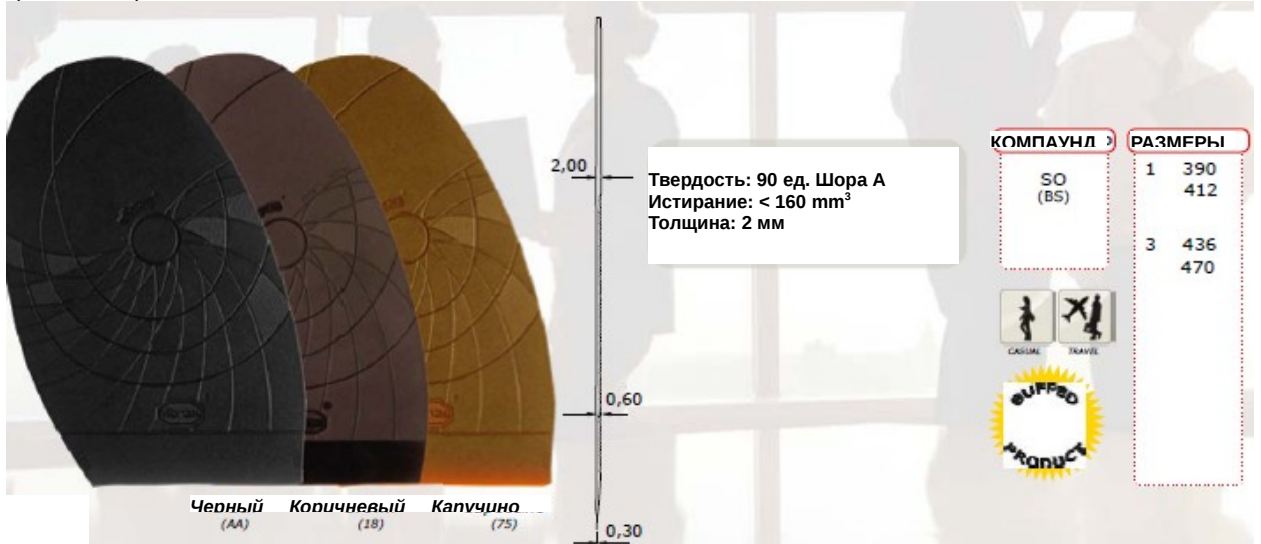 2,00
Твердость: 90 ед. Шора А
Истирание: < 160 mm³
Толщина: 2 мм
КОМПАУНД
SO
(BS)
РАЗМЕРЫ
1 390
412
3 436
470
CASUAL TRAVEL
BUFFED
PRODUCT
0,60
vibram
Черный Коричневый Капучино
(AA) (18) (75)
0,30